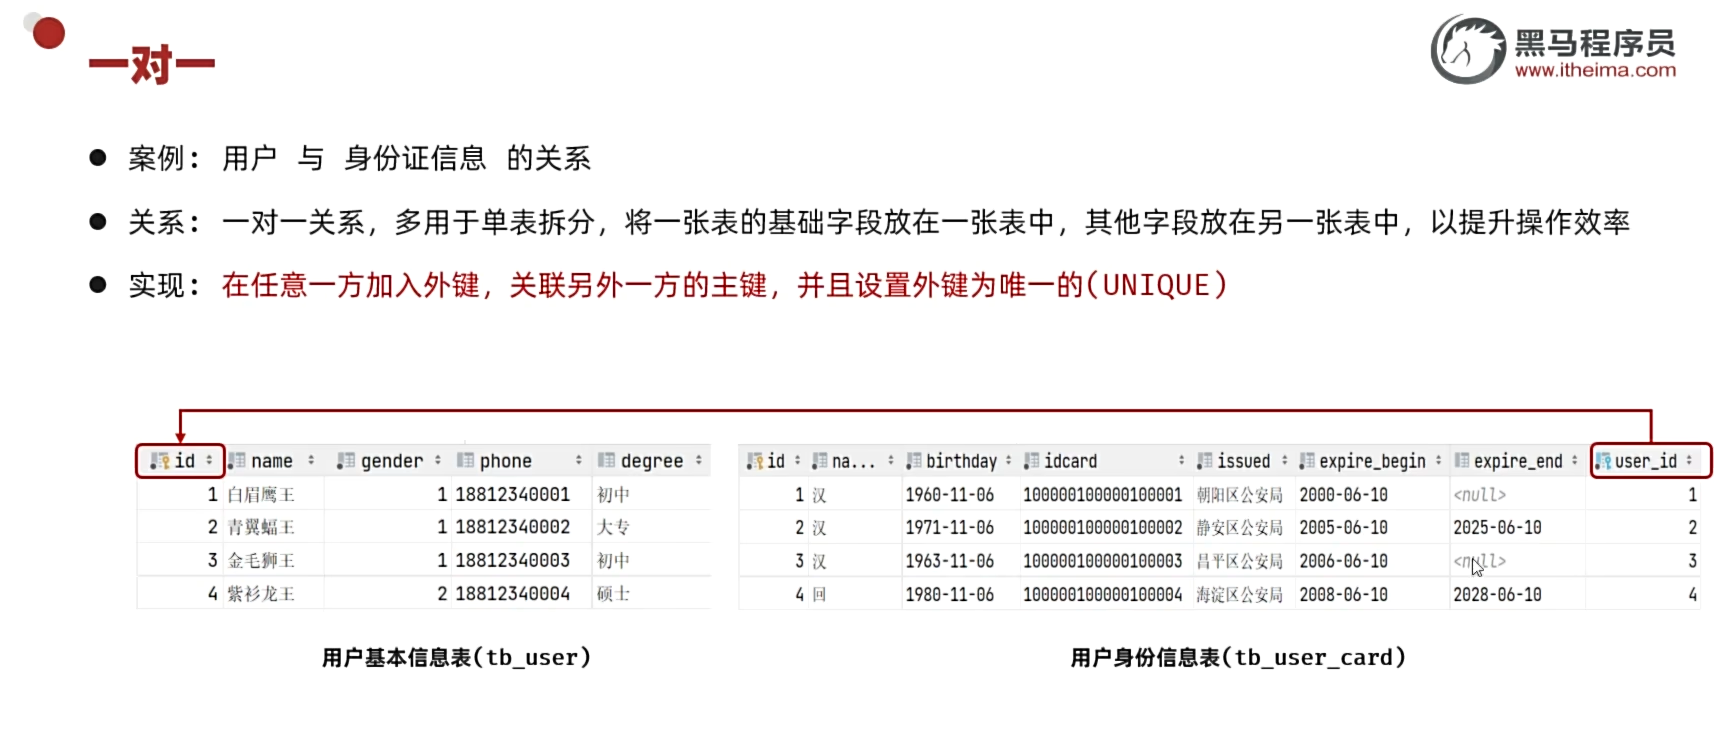 一对一
黑马程序员
www.itheima.com
案例： 用户 与 身份证信息 的关系
关系： 一对一关系，多用于单表拆分，将一张表的基础字段放在一张表中，其他字段放在另一张表中，以提升操作效率
实现： 在任意一方加入外键，关联另外一方的主键，并且设置外键为唯一的(UNIQUE)
id name gender phone degree
1 白眉鹰王 1 18812340001 初中
2 青翼蝠王 1 18812340002 大专
3 金毛狮王 1 18812340003 初中
4 紫衫龙王 2 18812340004 硕士
用户基本信息表(tb_user)
id na... birthday idcard issued expire_begin expire_end user_id
1 汉 1960-11-06 100000100000100001 朝阳区公安局 2000-06-10 <null> 1
2 汉 1971-11-06 100000100000100002 静安区公安局 2005-06-10 2025-06-10 2
3 汉 1963-11-06 100000100000100003 昌平区公安局 2006-06-10 <null> 3
4 回 1980-11-06 100000100000100004 海淀区公安局 2008-06-10 2028-06-10 4
用户身份信息表(tb_user_card)